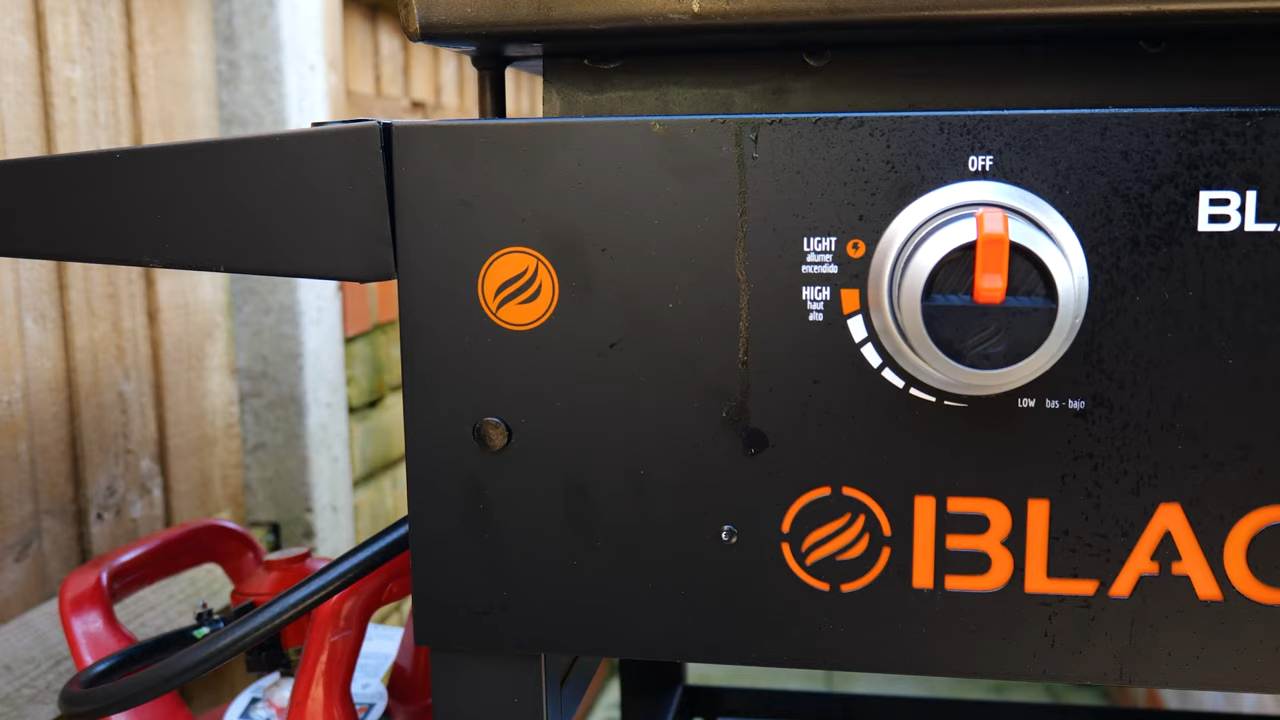 OFF
BL
LIGHT
allumer
encendido
HIGH
haut
alto
LOW bas - bajo
BLAC